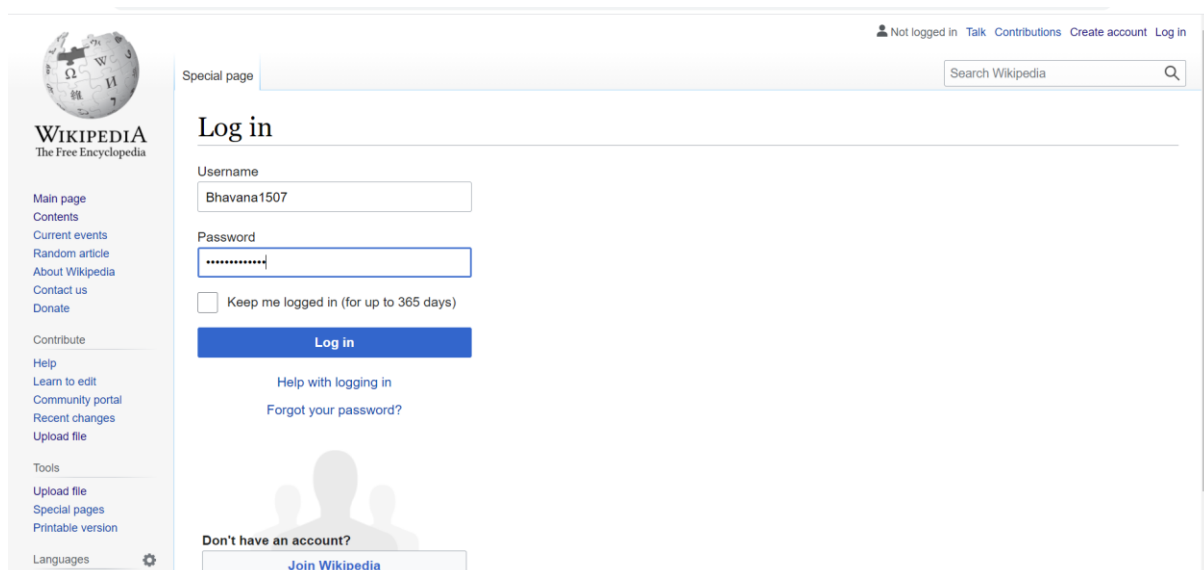 Not logged in Talk Contributions Create account Log in
Special page
Search Wikipedia
Ω W И 維 7
WIKIPEDIA
The Free Encyclopedia
Main page
Contents
Current events
Random article
About Wikipedia
Contact us
Donate
Contribute
Help
Learn to edit
Community portal
Recent changes
Upload file
Tools
Upload file
Special pages
Printable version
Languages
Log in
Username
Bhavana1507
Password
•••••••••••••
Keep me logged in (for up to 365 days)
Log in
Help with logging in
Forgot your password?
Don't have an account?
Join Wikipedia